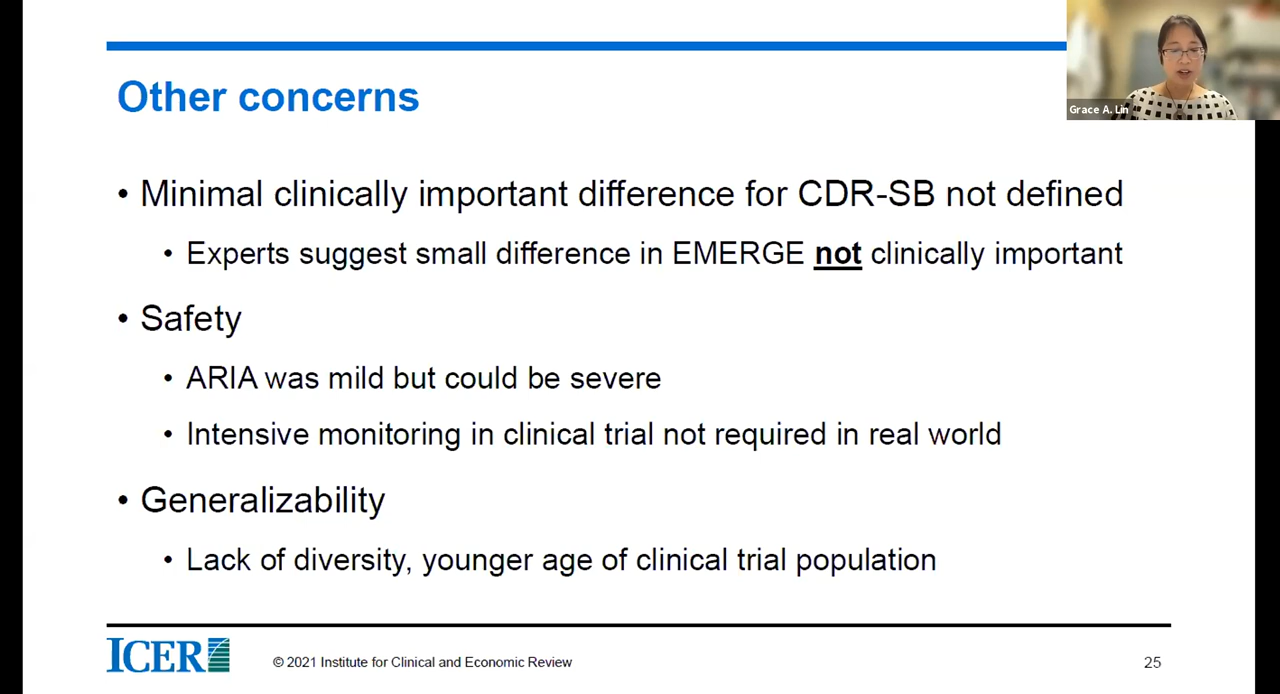 Grace A. Lin
Other concerns
• Minimal clinically important difference for CDR-SB not defined
• Experts suggest small difference in EMERGE not clinically important
• Safety
• ARIA was mild but could be severe
• Intensive monitoring in clinical trial not required in real world
• Generalizability
• Lack of diversity, younger age of clinical trial population
ICER
© 2021 Institute for Clinical and Economic Review
25